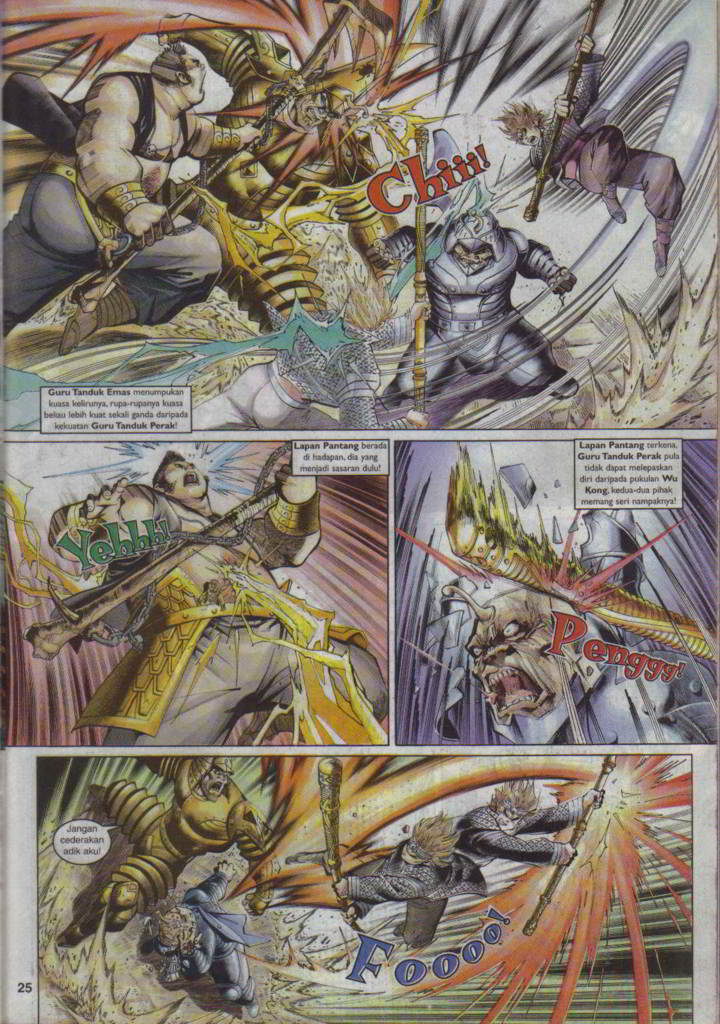 Chiii!
Guru Tanduk Emas menumpukan
kuasa kelirunya, rupa-rupanya kuasa
beliau lebih kuat sekali ganda daripada
kekuatan Guru Tanduk Perak!
Lapan Pantang berada
di hadapan, dia yang
menjadi sasaran dulu!
Yehhh!
Lapan Pantang terkena,
Guru Tanduk Perak pula
tidak dapat melepaskan
diri daripada pukulan Wu
Kong, kedua-dua pihak
memang seri nampaknya!
Penggg!
Jangan
cederakan
adik aku!
Foooo!
25